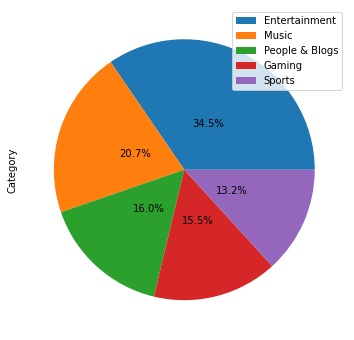 Entertainment
Music
People & Blogs
Gaming
Sports
34.5%
20.7%
13.2%
16.0%
15.5%
Category